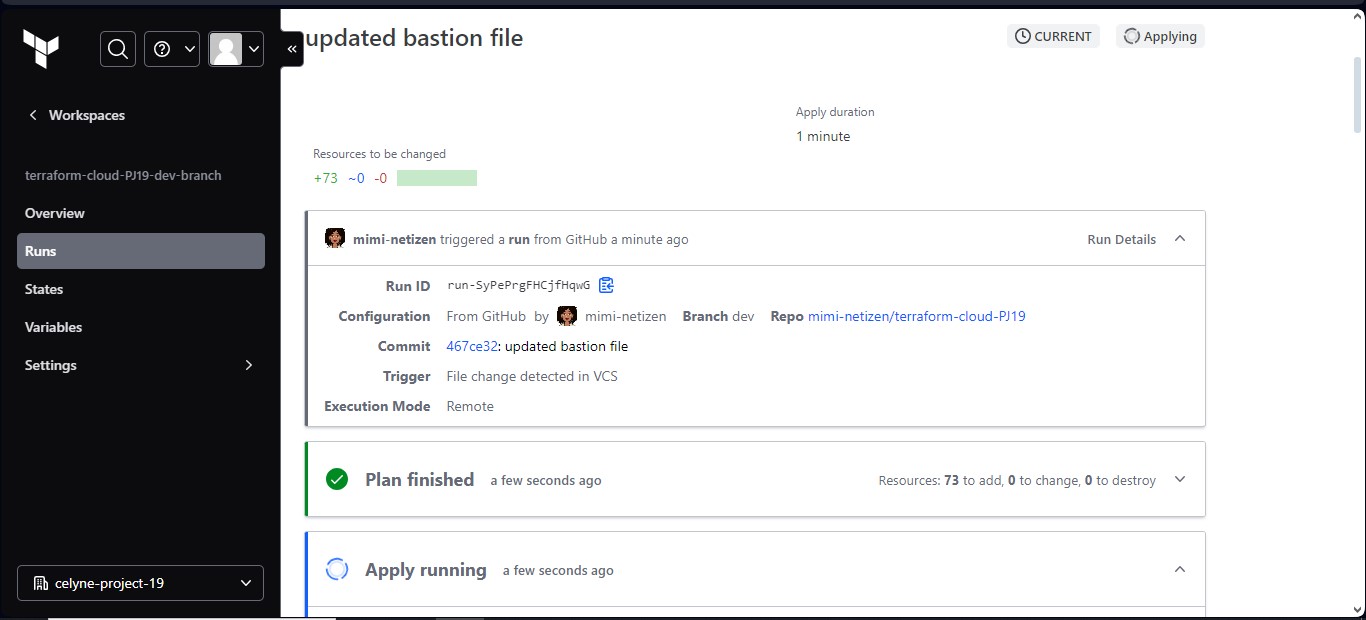 updated bastion file
CURRENT
Applying
«
Workspaces
terraform-cloud-PJ19-dev-branch
Overview
Runs
States
Variables
Settings
celyne-project-19
Apply duration
1 minute
Resources to be changed
+73 ~0 -0
mimi-netizen triggered a run from GitHub a minute ago
Run Details
Run ID run-SyPePrgFHCjfHqwG
Configuration From GitHub by mimi-netizen Branch dev Repo mimi-netizen/terraform-cloud-PJ19
Commit 467ce32: updated bastion file
Trigger File change detected in VCS
Execution Mode Remote
Plan finished a few seconds ago
Resources: 73 to add, 0 to change, 0 to destroy
Apply running a few seconds ago